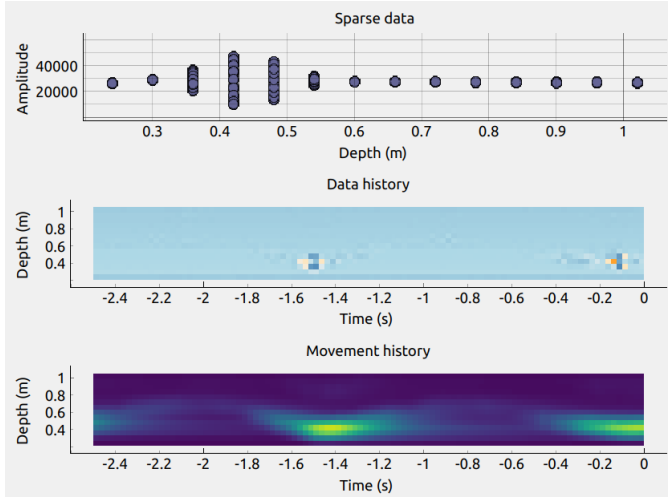 Sparse data
Amplitude
40000
20000
0.3 0.4 0.5 0.6 0.7 0.8 0.9 1
Depth (m)
Data history
Depth (m)
1
0.8
0.6
0.4
-2.4 -2.2 -2 -1.8 -1.6 -1.4 -1.2 -1 -0.8 -0.6 -0.4 -0.2 0
Time (s)
Movement history
Depth (m)
1
0.8
0.6
0.4
-2.4 -2.2 -2 -1.8 -1.6 -1.4 -1.2 -1 -0.8 -0.6 -0.4 -0.2 0
Time (s)